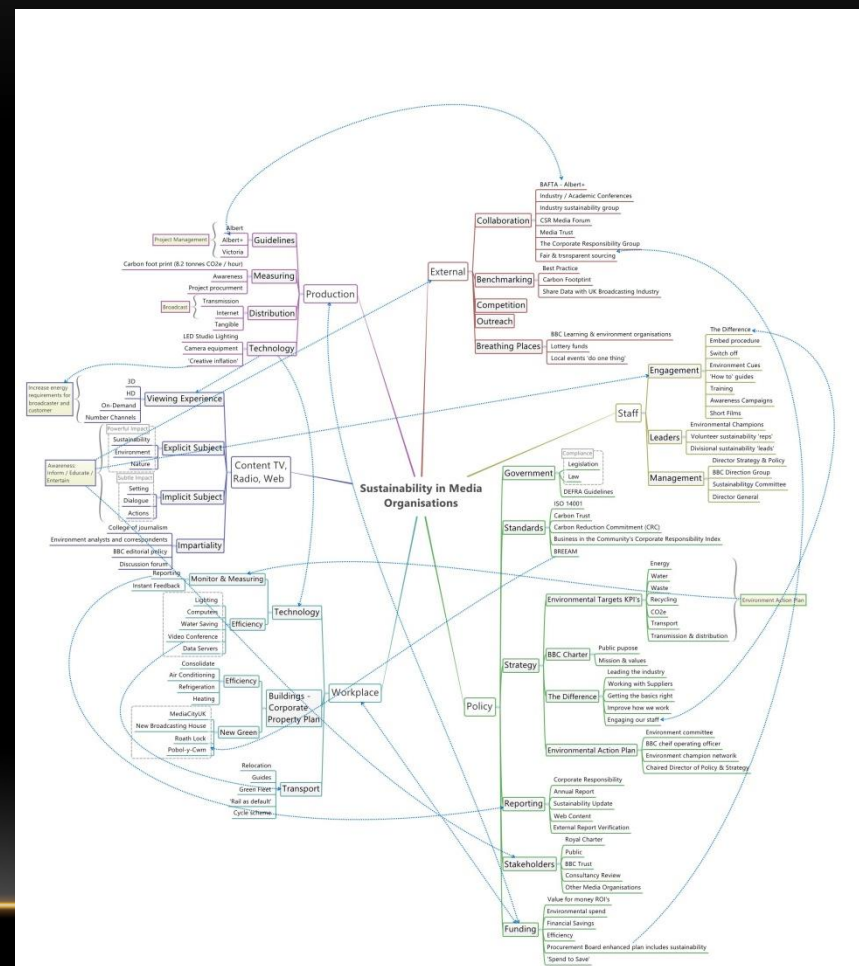 Sustainability in Media
Organisations
Production
Guidelines
Albert
Albert+
Victoria
Project Management
Measuring
Carbon foot print (8.2 tonnes CO2e / hour)
Awareness
Project procurment
Distribution
Transmission
Internet
Tangible
Broadcast
Technology
LED Studio Lighting
Camera equipment
'Creative inflation'
Increase energy
requirements for
broadcaster and
customer
Content TV,
Radio, Web
Viewing Experience
3D
HD
On-Demand
Number Channels
Explicit Subject
Powerful Impact
Sustainability
Environment
Nature
Awareness:
Inform / Educate /
Entertain
Implicit Subject
Subtle Impact
Setting
Dialogue
Actions
Impartiality
College of journalism
Environment analysts and correspondents
BBC editorial policy
Discussion forum
Workplace
Technology
Monitor & Measuring
Reporting
Instant Feedback
Efficiency
Lighting
Computers
Water Saving
Video Conference
Data Servers
Buildings -
Corporate
Property Plan
Efficiency
Consolidate
Air Conditioning
Refrigeration
Heating
New Green
MediaCityUK
New Broadcasting House
Roath Lock
Pobol-y-Cwm
Transport
Relocation
Guides
Green Fleet
'Rail as default'
Cycle scheme
External
Collaboration
BAFTA - Albert+
Industry / Academic Conferences
Industry sustainability group
CSR Media Forum
Media Trust
The Corporate Responsibility Group
Fair & transparent sourcing
Benchmarking
Best Practice
Carbon Footptint
Share Data with UK Broadcasting Industry
Competition
Outreach
Breathing Places
BBC Learning & environment organisations
Lottery funds
Local events 'do one thing'
Staff
Engagement
The Difference
Embed procedure
Switch off
Environment Cues
'How to' guides
Training
Awareness Campaigns
Short Films
Leaders
Environmental Champions
Volunteer sustainability 'reps'
Divisional sustainability 'leads'
Management
Director Strategy & Policy
BBC Direction Group
Sustainabilitgy Committee
Director General
Policy
Government
Compliance
Legislation
Law
DEFRA Guidelines
Standards
ISO 14001
Carbon Trust
Carbon Reduction Commitment (CRC)
Business in the Community's Corporate Responsibility Index
BREEAM
Strategy
Environmental Targets KPI's
Energy
Water
Waste
Recycling
CO2e
Transport
Transmission & distribution
Environment Action Plan
BBC Charter
Public pupose
Mission & values
The Difference
Leading the industry
Working with Suppliers
Getting the basics right
Improve how we work
Engaging our staff
Environmental Action Plan
Environment committee
BBC cheif operating officer
Environment champion network
Chaired Director of Policy & Strategy
Reporting
Corporate Responsibility
Annual Report
Sustainability Update
Web Content
External Report Verification
Stakeholders
Royal Charter
Public
BBC Trust
Consultancy Review
Other Media Organisations
Funding
Value for money ROI's
Environmental spend
Financial Savings
Efficiency
Procurement Board enhanced plan includes sustainability
'Spend to Save'